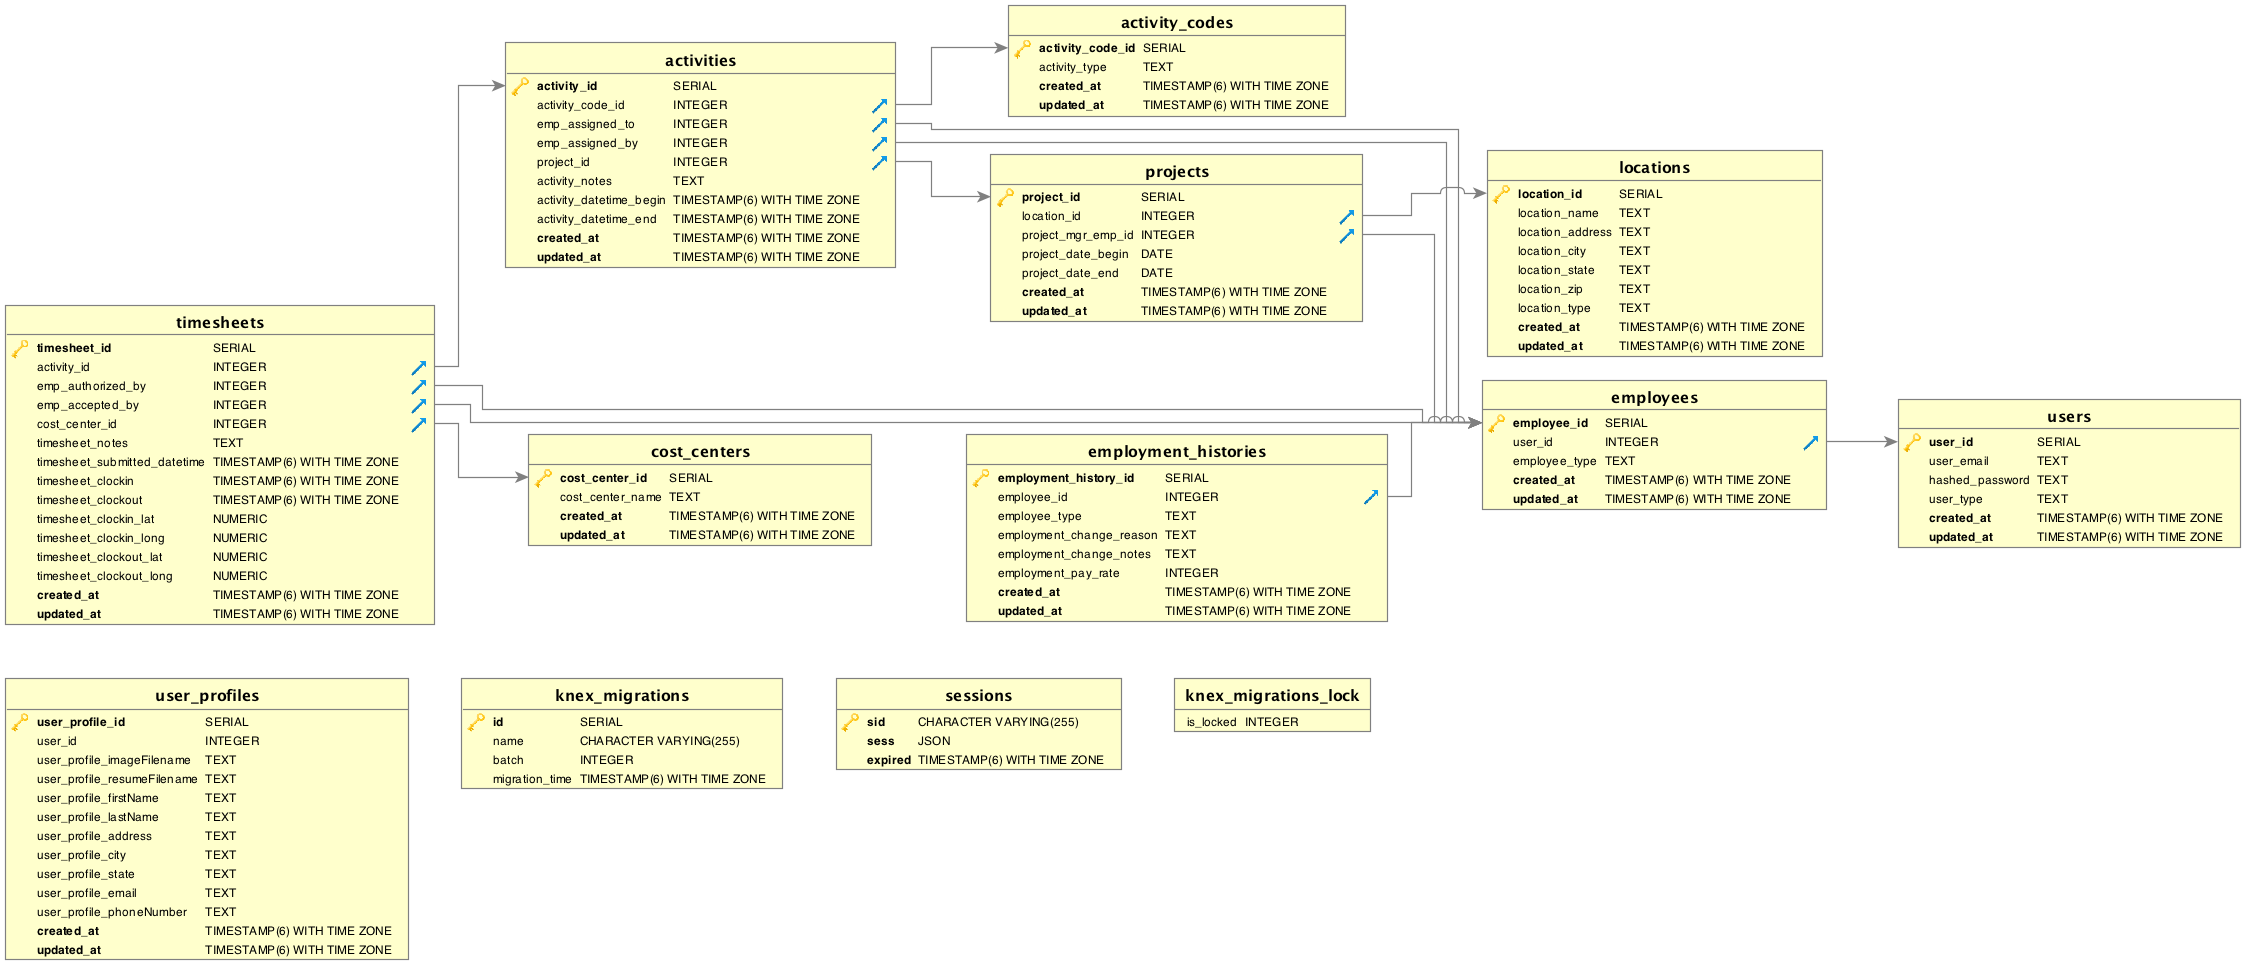 activity_codes
activity_code_id SERIAL
activity_type TEXT
created_at TIMESTAMP(6) WITH TIME ZONE
updated_at TIMESTAMP(6) WITH TIME ZONE
activities
activity_id SERIAL
activity_code_id INTEGER
emp_assigned_to INTEGER
emp_assigned_by INTEGER
project_id INTEGER
activity_notes TEXT
activity_datetime_begin TIMESTAMP(6) WITH TIME ZONE
activity_datetime_end TIMESTAMP(6) WITH TIME ZONE
created_at TIMESTAMP(6) WITH TIME ZONE
updated_at TIMESTAMP(6) WITH TIME ZONE
projects
project_id SERIAL
location_id INTEGER
project_mgr_emp_id INTEGER
project_date_begin DATE
project_date_end DATE
created_at TIMESTAMP(6) WITH TIME ZONE
updated_at TIMESTAMP(6) WITH TIME ZONE
locations
location_id SERIAL
location_name TEXT
location_address TEXT
location_city TEXT
location_state TEXT
location_zip TEXT
location_type TEXT
created_at TIMESTAMP(6) WITH TIME ZONE
updated_at TIMESTAMP(6) WITH TIME ZONE
timesheets
timesheet_id SERIAL
activity_id INTEGER
emp_authorized_by INTEGER
emp_accepted_by INTEGER
cost_center_id INTEGER
timesheet_notes TEXT
timesheet_submitted_datetime TIMESTAMP(6) WITH TIME ZONE
timesheet_clockin TIMESTAMP(6) WITH TIME ZONE
timesheet_clockout TIMESTAMP(6) WITH TIME ZONE
timesheet_clockin_lat NUMERIC
timesheet_clockin_long NUMERIC
timesheet_clockout_lat NUMERIC
timesheet_clockout_long NUMERIC
created_at TIMESTAMP(6) WITH TIME ZONE
updated_at TIMESTAMP(6) WITH TIME ZONE
cost_centers
cost_center_id SERIAL
cost_center_name TEXT
created_at TIMESTAMP(6) WITH TIME ZONE
updated_at TIMESTAMP(6) WITH TIME ZONE
employment_histories
employment_history_id SERIAL
employee_id INTEGER
employee_type TEXT
employment_change_reason TEXT
employment_change_notes TEXT
employment_pay_rate INTEGER
created_at TIMESTAMP(6) WITH TIME ZONE
updated_at TIMESTAMP(6) WITH TIME ZONE
employees
employee_id SERIAL
user_id INTEGER
employee_type TEXT
created_at TIMESTAMP(6) WITH TIME ZONE
updated_at TIMESTAMP(6) WITH TIME ZONE
users
user_id SERIAL
user_email TEXT
hashed_password TEXT
user_type TEXT
created_at TIMESTAMP(6) WITH TIME ZONE
updated_at TIMESTAMP(6) WITH TIME ZONE
user_profiles
user_profile_id SERIAL
user_id INTEGER
user_profile_imageFilename TEXT
user_profile_resumeFilename TEXT
user_profile_firstName TEXT
user_profile_lastName TEXT
user_profile_address TEXT
user_profile_city TEXT
user_profile_state TEXT
user_profile_email TEXT
user_profile_phoneNumber TEXT
created_at TIMESTAMP(6) WITH TIME ZONE
updated_at TIMESTAMP(6) WITH TIME ZONE
knex_migrations
id SERIAL
name CHARACTER VARYING(255)
batch INTEGER
migration_time TIMESTAMP(6) WITH TIME ZONE
sessions
sid CHARACTER VARYING(255)
sess JSON
expired TIMESTAMP(6) WITH TIME ZONE
knex_migrations_lock
is_locked INTEGER